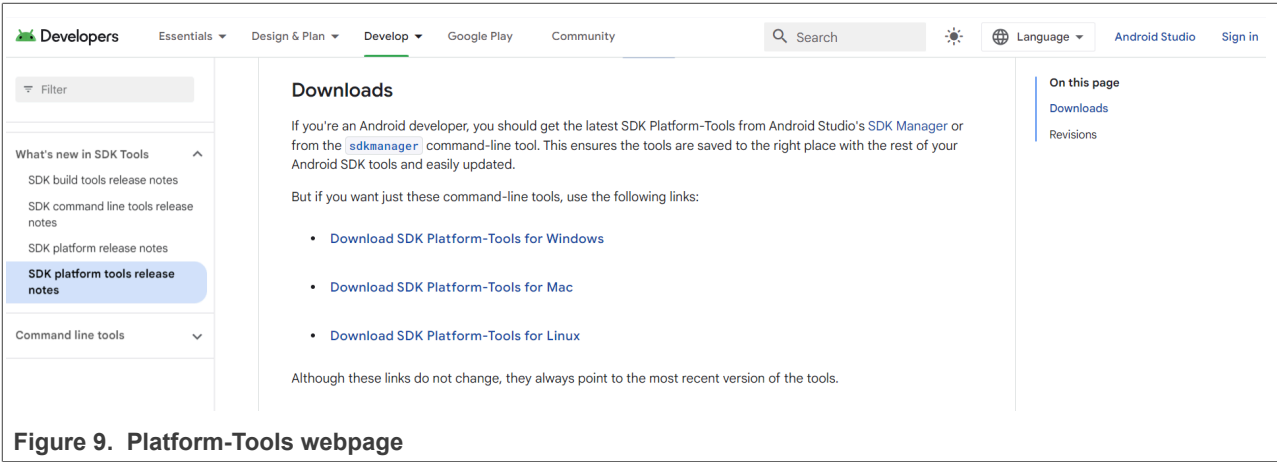 Developers Essentials Design & Plan Develop Google Play Community Search Language Android Studio Sign in
Filter
What's new in SDK Tools
SDK build tools release notes
SDK command line tools release
notes
SDK platform release notes
SDK platform tools release
notes
Command line tools
Downloads
If you're an Android developer, you should get the latest SDK Platform-Tools from Android Studio's SDK Manager or
from the sdkmanager command-line tool. This ensures the tools are saved to the right place with the rest of your
Android SDK tools and easily updated.
But if you want just these command-line tools, use the following links:
• Download SDK Platform-Tools for Windows
• Download SDK Platform-Tools for Mac
• Download SDK Platform-Tools for Linux
Although these links do not change, they always point to the most recent version of the tools.
On this page
Downloads
Revisions
Figure 9. Platform-Tools webpage